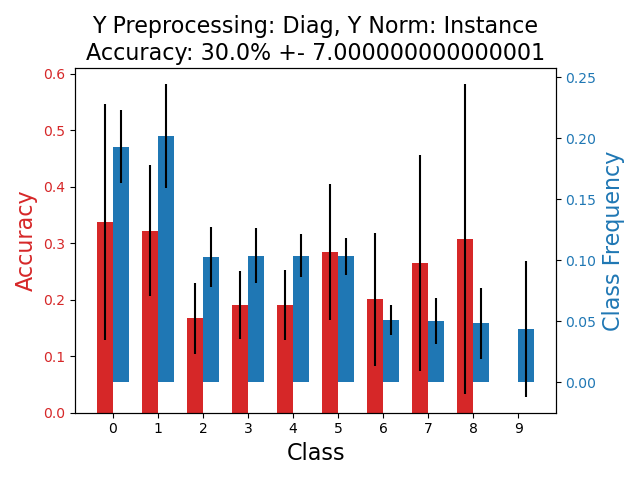 Y Preprocessing: Diag, Y Norm: Instance
Accuracy: 30.0% +- 7.000000000000001
0.6
0.5
0.4
0.3
0.2
0.1
0.0
Accuracy
0.25
0.20
0.15
0.10
0.05
0.00
Class Frequency
0 1 2 3 4 5 6 7 8 9
Class